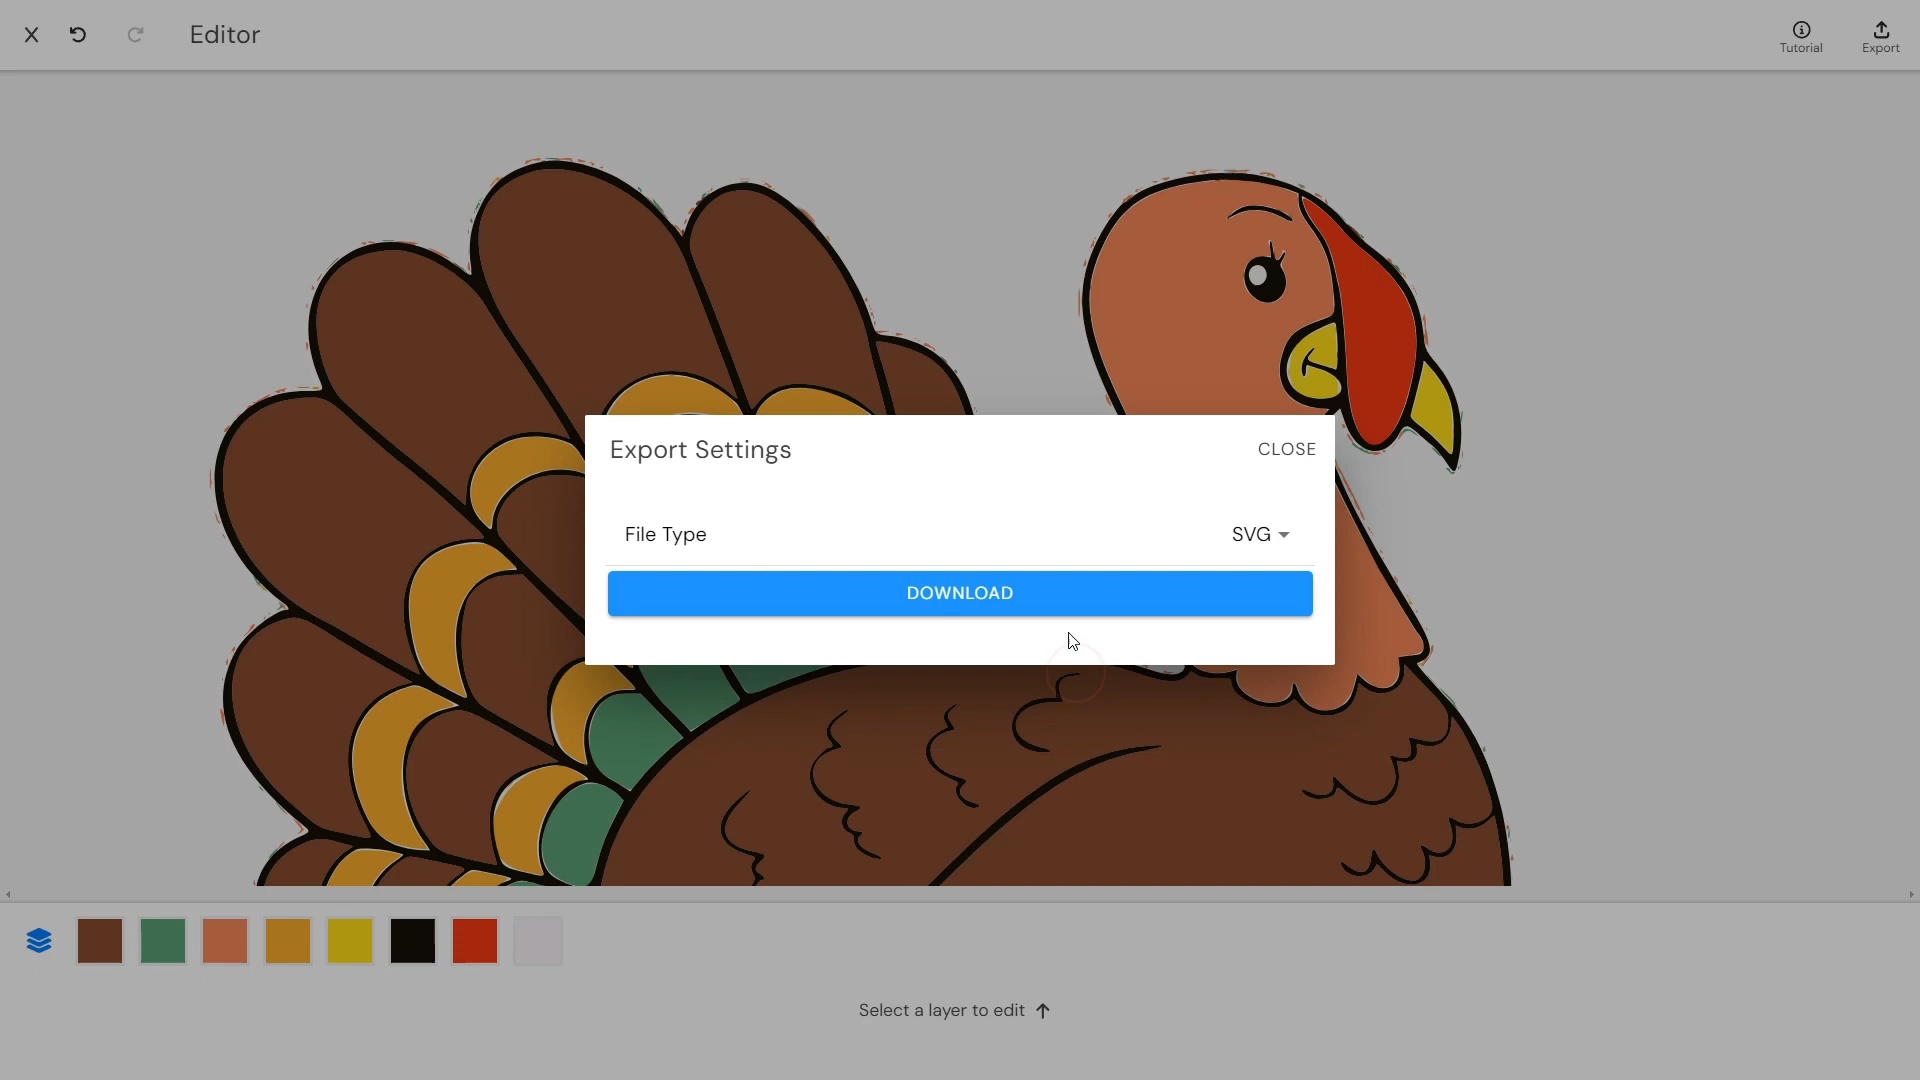 Editor
Tutorial
Export
Export Settings
CLOSE
File Type
SVG
DOWNLOAD
Select a layer to edit